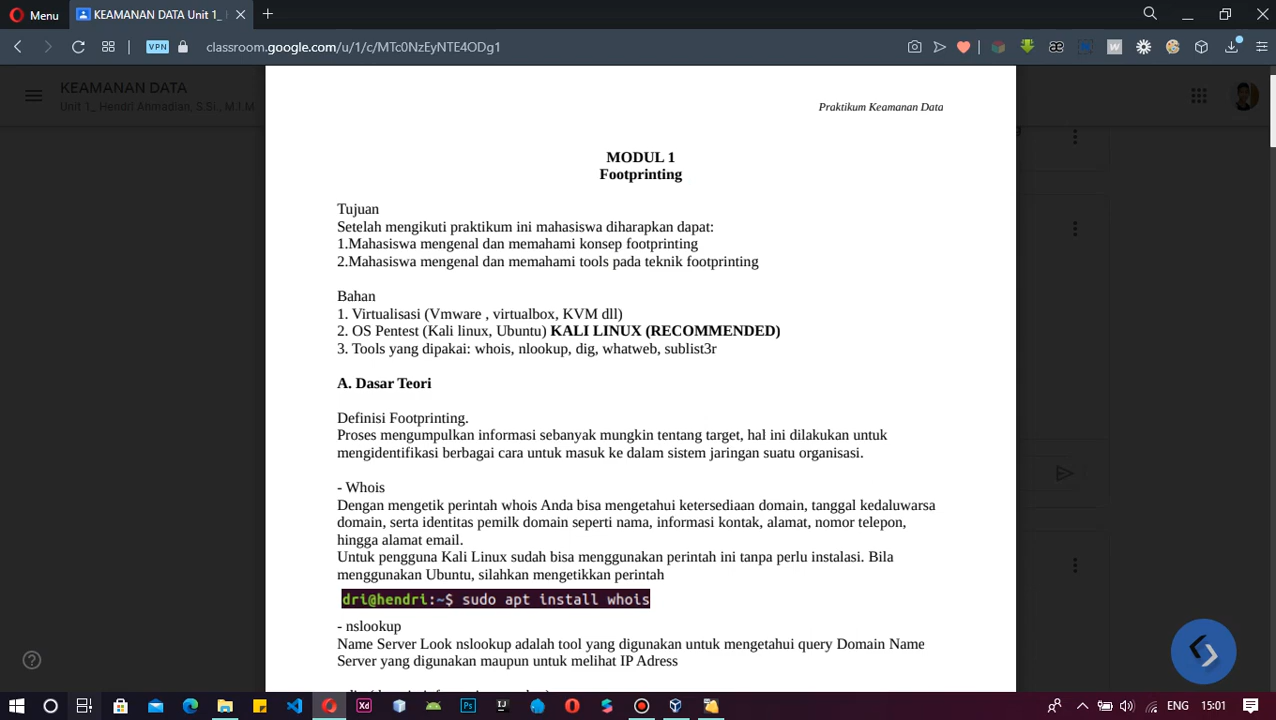 KEAMANAN DATA Unit 1_
classroom.google.com/u/1/c/MTc0NzEyNTE4ODg1
VPN
KEAMANAN DATA
Unit 1_ Hendri Ahmadian, S.Si., M.I.M
Praktikum Keamanan Data
MODUL 1
Footprinting
Tujuan
Setelah mengikuti praktikum ini mahasiswa diharapkan dapat:
1.Mahasiswa mengenal dan memahami konsep footprinting
2.Mahasiswa mengenal dan memahami tools pada teknik footprinting
Bahan
1. Virtualisasi (Vmware , virtualbox, KVM dll)
2. OS Pentest (Kali linux, Ubuntu) KALI LINUX (RECOMMENDED)
3. Tools yang dipakai: whois, nlookup, dig, whatweb, sublist3r
A. Dasar Teori
Definisi Footprinting.
Proses mengumpulkan informasi sebanyak mungkin tentang target, hal ini dilakukan untuk
mengidentifikasi berbagai cara untuk masuk ke dalam sistem jaringan suatu organisasi.
- Whois
Dengan mengetik perintah whois Anda bisa mengetahui ketersediaan domain, tanggal kedaluwarsa
domain, serta identitas pemilk domain seperti nama, informasi kontak, alamat, nomor telepon,
hingga alamat email.
Untuk pengguna Kali Linux sudah bisa menggunakan perintah ini tanpa perlu instalasi. Bila
menggunakan Ubuntu, silahkan mengetikkan perintah
dri@hendri:~$ sudo apt install whois
- nslookup
Name Server Look nslookup adalah tool yang digunakan untuk mengetahui query Domain Name
Server yang digunakan maupun untuk melihat IP Adress
ENG
15:01